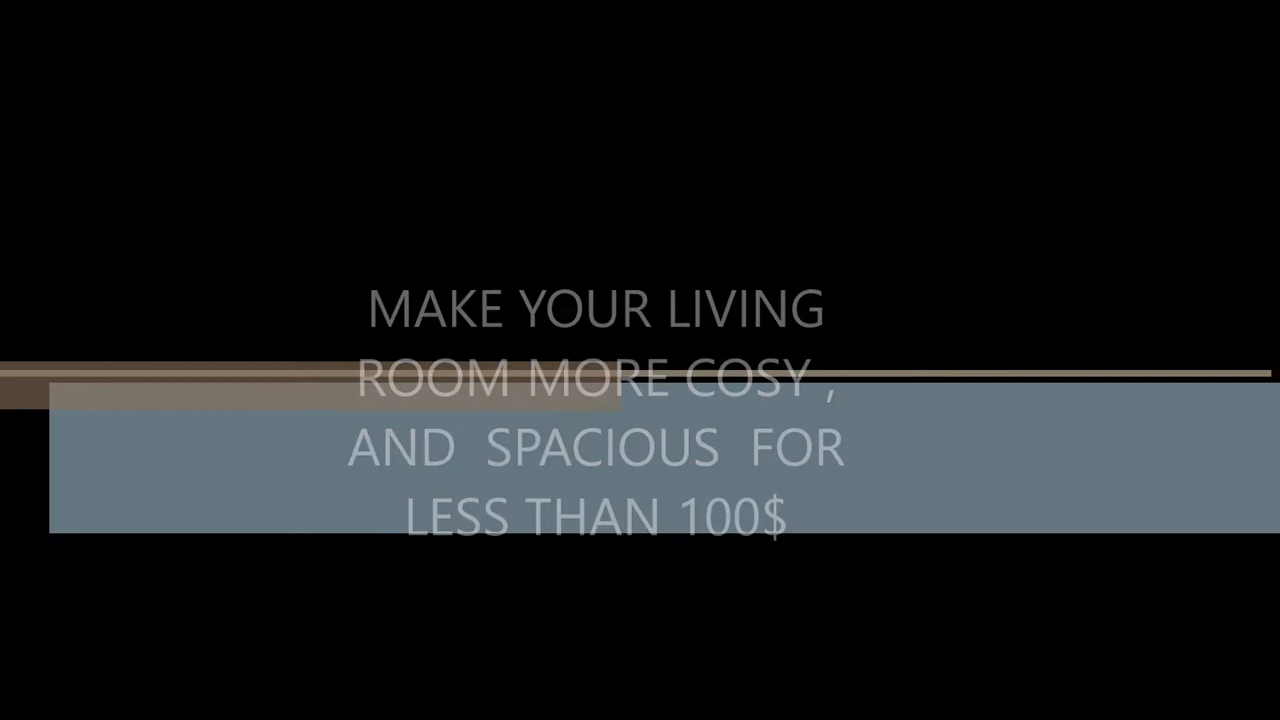 MAKE YOUR LIVING
ROOM MORE COSY ,
AND  SPACIOUS  FOR
LESS THAN 100$